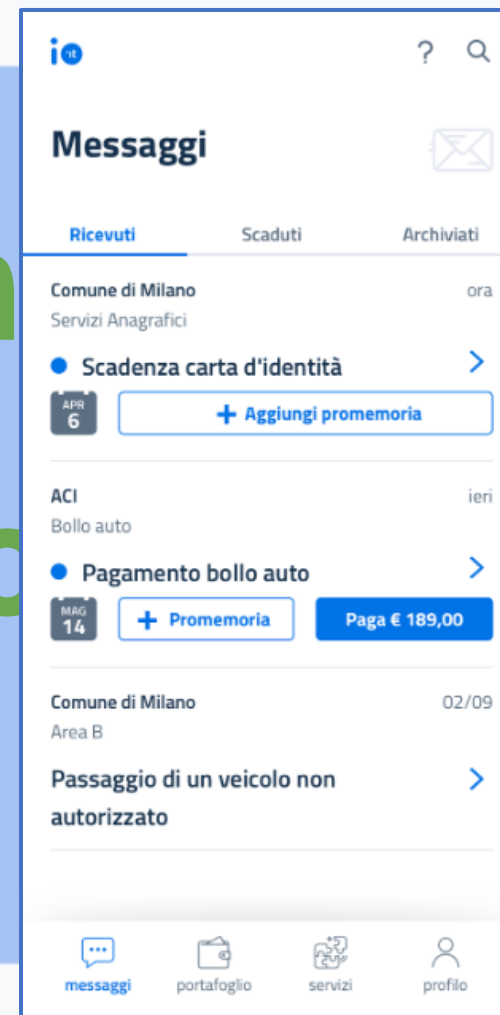 io it
?
Messaggi
Ricevuti Scaduti Archiviati
Comune di Milano ora
Servizi Anagrafici
Scadenza carta d'identità
APR
6
+ Aggiungi promemoria
ACI ieri
Bollo auto
Pagamento bollo auto
MAG
14
+ Promemoria Paga € 189,00
Comune di Milano 02/09
Area B
Passaggio di un veicolo non
autorizzato
messaggi portafoglio servizi profilo